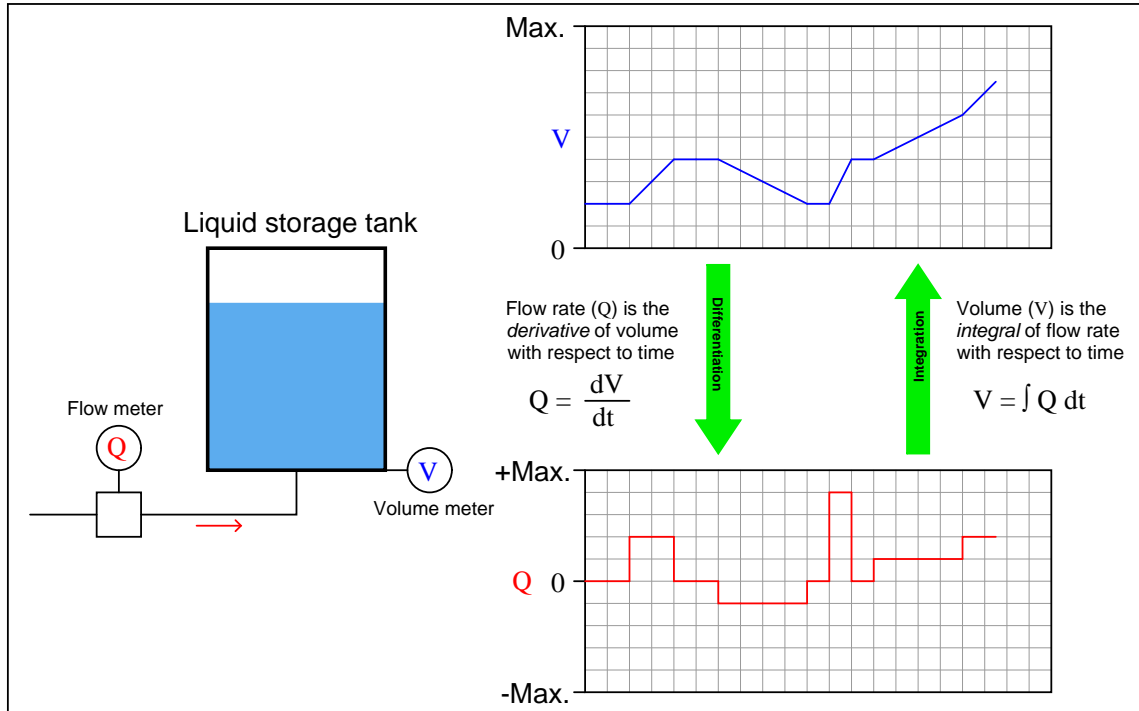 Max.
V
0
Liquid storage tank
Flow rate (Q) is the
derivative of volume
with respect to time
Q = dV
dt
Differentiation
Integration
Volume (V) is the
integral of flow rate
with respect to time
V = ∫ Q dt
Flow meter
Q
V
Volume meter
+Max.
Q 0
-Max.